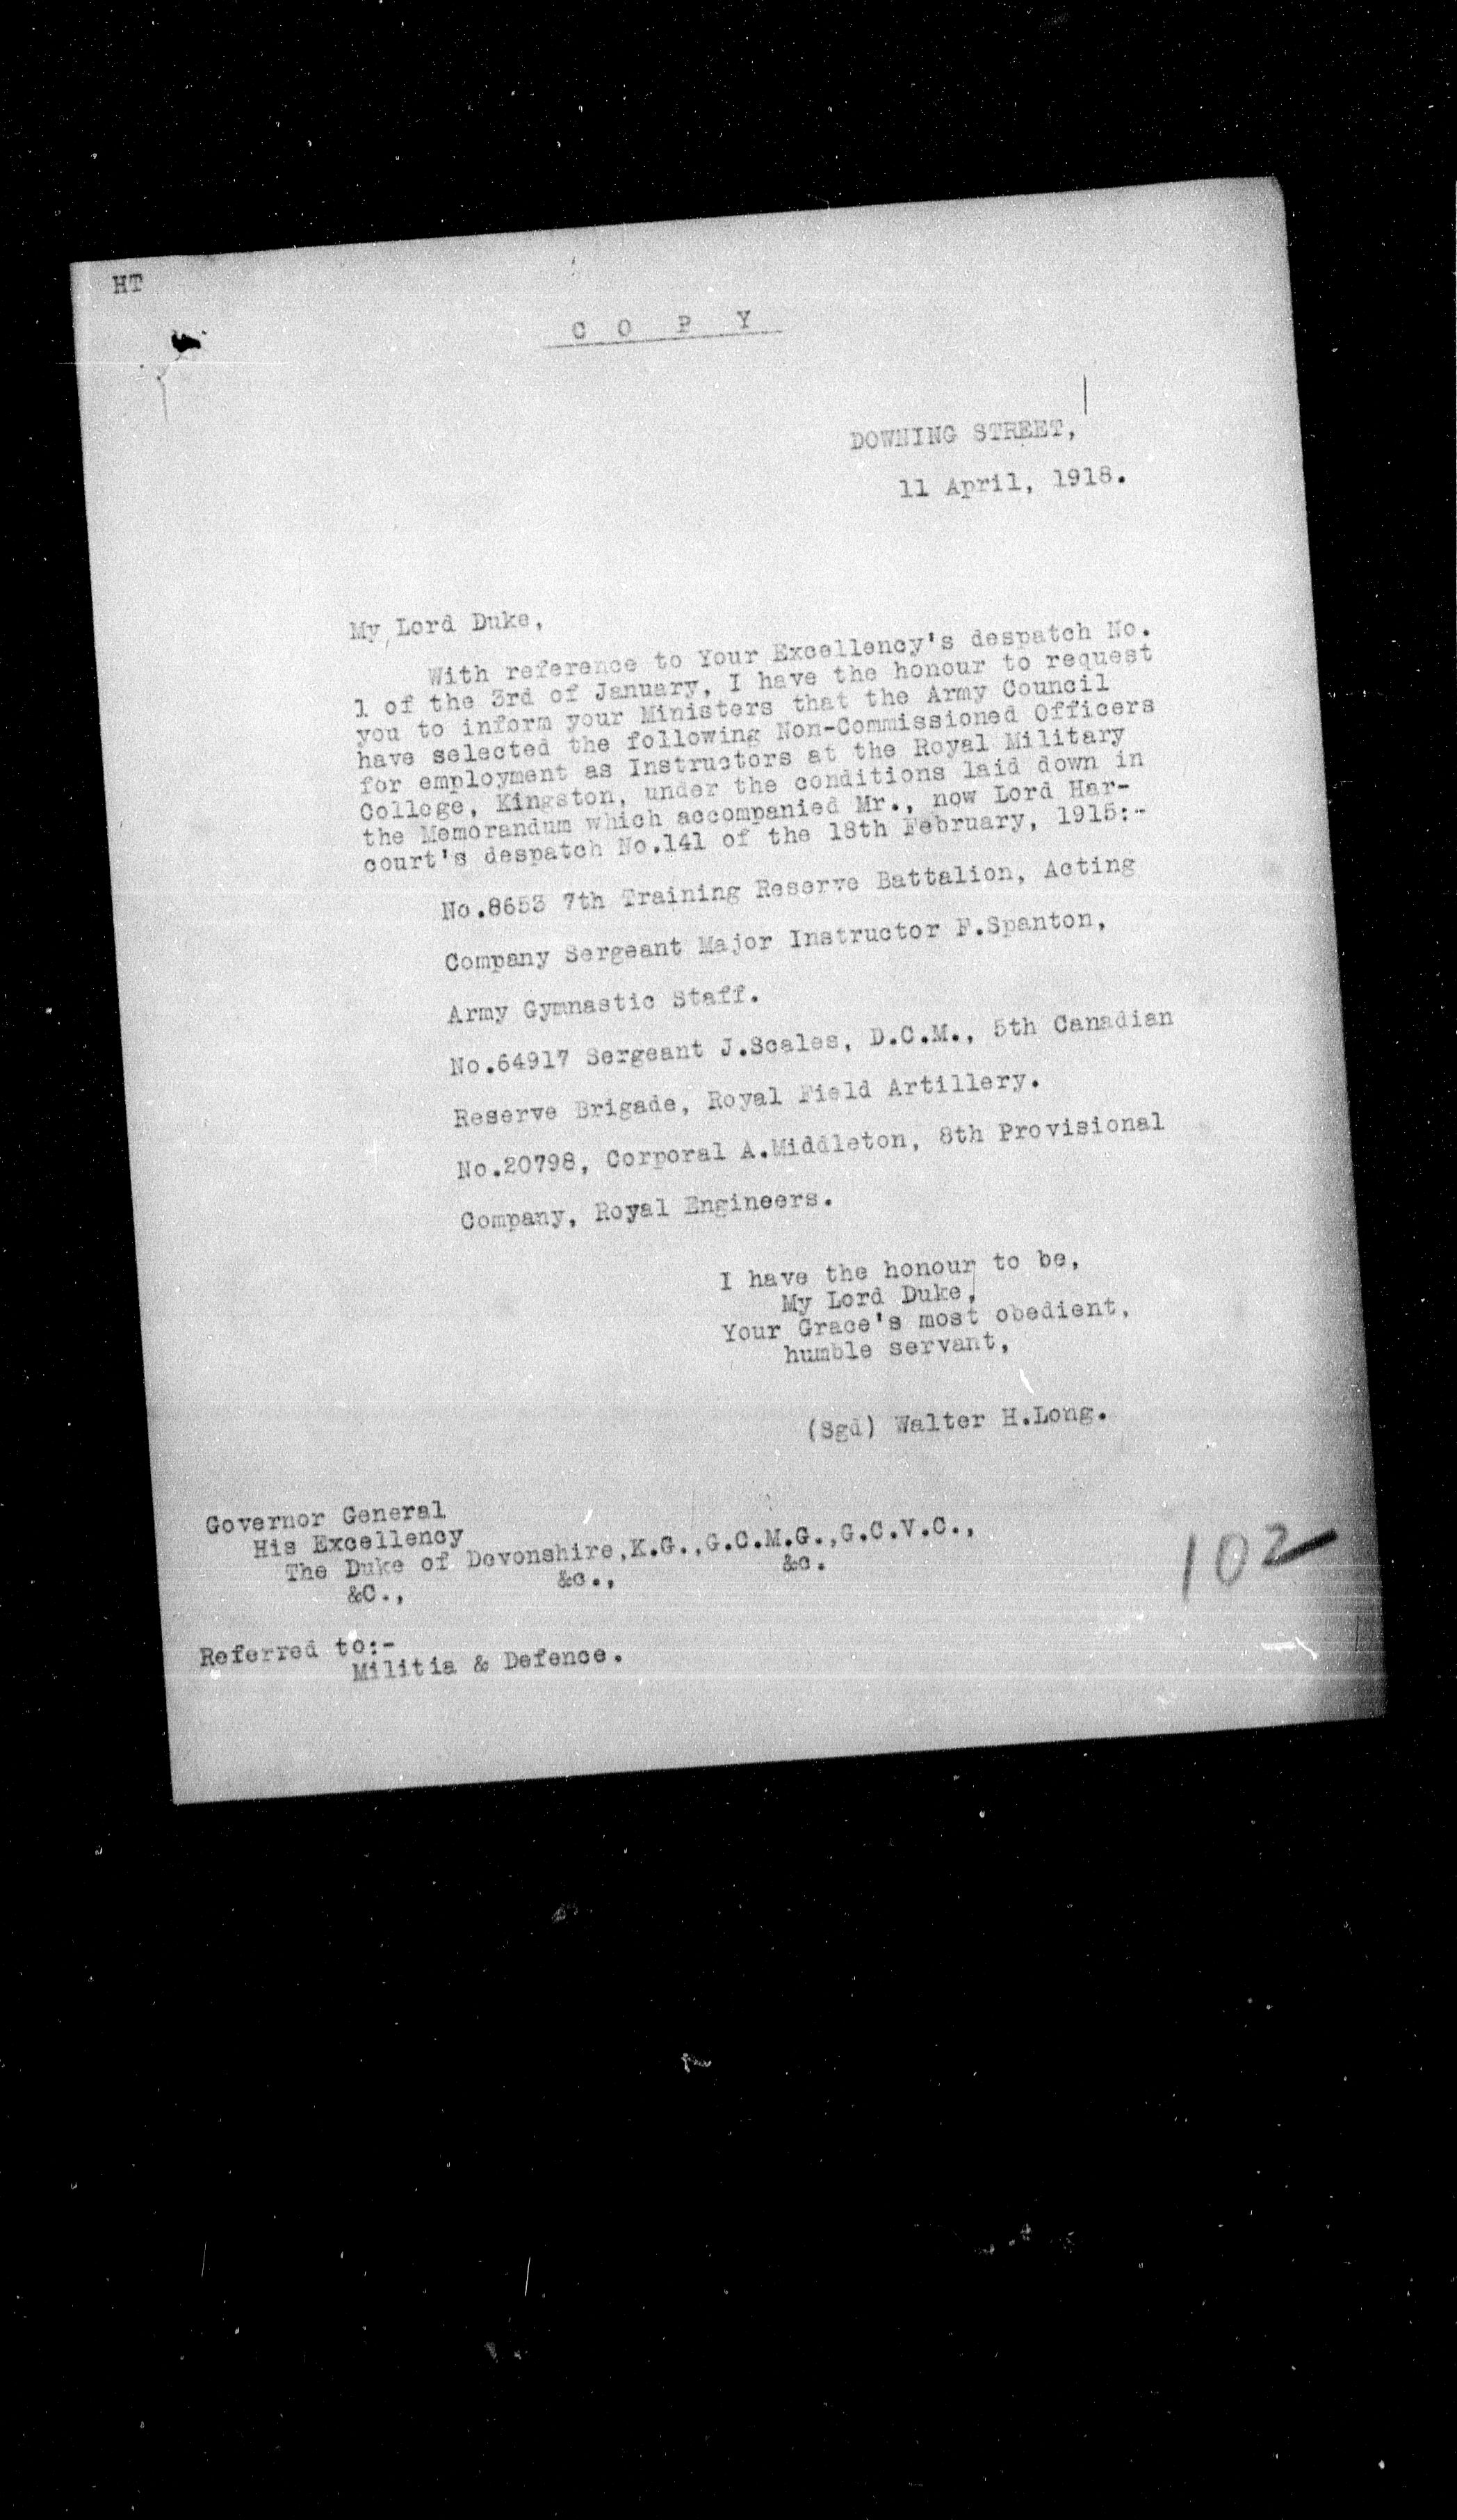 HT
C O P Y
DOWNING STREET,
11 April, 1918.
My Lord Duke,
With reference to Your Excellency's despatch No.
1 of the 3rd of January, I have the honour to request
you to inform your Ministers that the Army Council
have selected the following Non-Commissioned Officers
for employment as Instructors at the Royal Military
College, Kingston, under the conditions laid down in
the Memorandum which accompanied Mr., now Lord Har-
court's despatch No.141 of the 18th February, 1915:-
No.8653 7th Training Reserve Battalion, Acting
Company Sergeant Major Instructor F.Spanton,
Army Gymnastic Staff.
No.64917 Sergeant J.Scales, D.C.M., 5th Canadian
Reserve Brigade, Royal Field Artillery.
No.20798, Corporal A.Middleton, 8th Provisional
Company, Royal Engineers.
I have the honour to be,
My Lord Duke,
Your Grace's most obedient,
humble servant,
(Sgd) Walter H.Long.
Governor General
His Excellency
The Duke of Devonshire,K.G.,G.C.M.G.,G.C.V.C.,
&C., &c., &c.
102
Referred to:-
Militia & Defence.